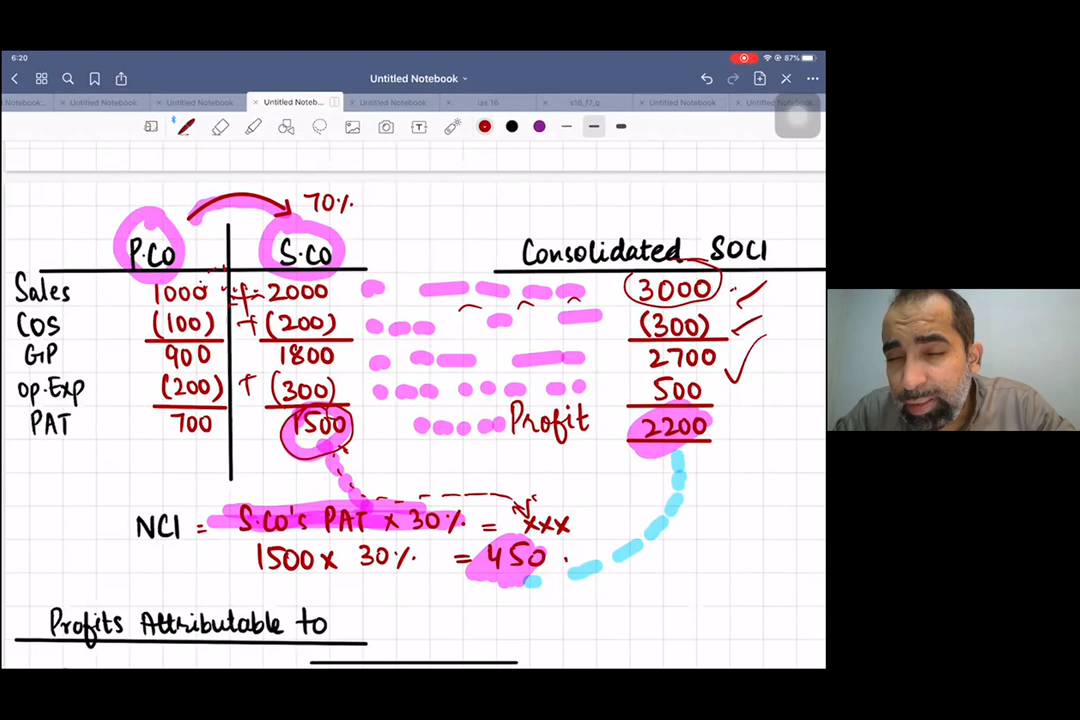 6:20
87%
Untitled Notebook
Notebook... Untitled Notebook Untitled Notebook Untitled Noteb... Untitled Notebook ias 16 s18_17_q Untitled Notebook
70%
P.CO S.CO Consolidated SOCI
Sales 1000 + 2000 3000
COS (100) + (200) (300)
GP 900 1800 2700
op.Exp (200) + (300) 500
PAT 700 1500 Profit 2200
NCI = S.CO's PAT x 30% = xxx
1500 x 30% = 450
Profits Attributable to